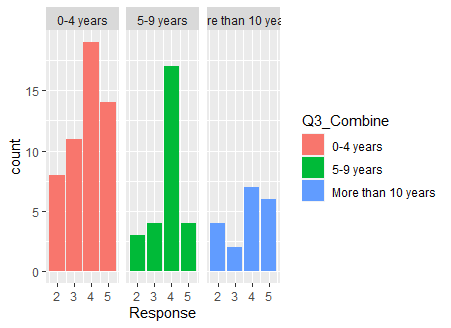 0-4 years 5-9 years re than 10 yea
15
10
5
0
count
2 3 4 5 2 3 4 5 2 3 4 5
Response
Q3_Combine
0-4 years
5-9 years
More than 10 years